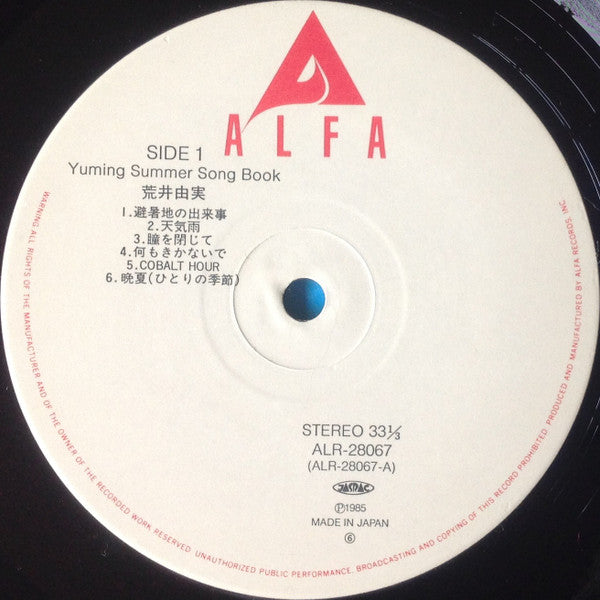 ALFA
SIDE 1
Yuming Summer Song Book
荒井由実
1.避暑地の出来事
2.天気雨
3.瞳を閉じて
4.何もきかないで
5.COBALT HOUR
6.晩夏(ひとりの季節)
STEREO 33⅓
ALR-28067
(ALR-28067-A)
JASRAC
Ⓟ1985
MADE IN JAPAN
⑥
WARNING: ALL RIGHTS OF THE MANUFACTURER AND OF THE OWNER OF THE RECORDED WORK RESERVED. UNAUTHORIZED PUBLIC PERFORMANCE, BROADCASTING AND COPYING OF THIS RECORD PROHIBITED. PRODUCED AND MANUFACTURED BY ALFA RECORDS, INC.